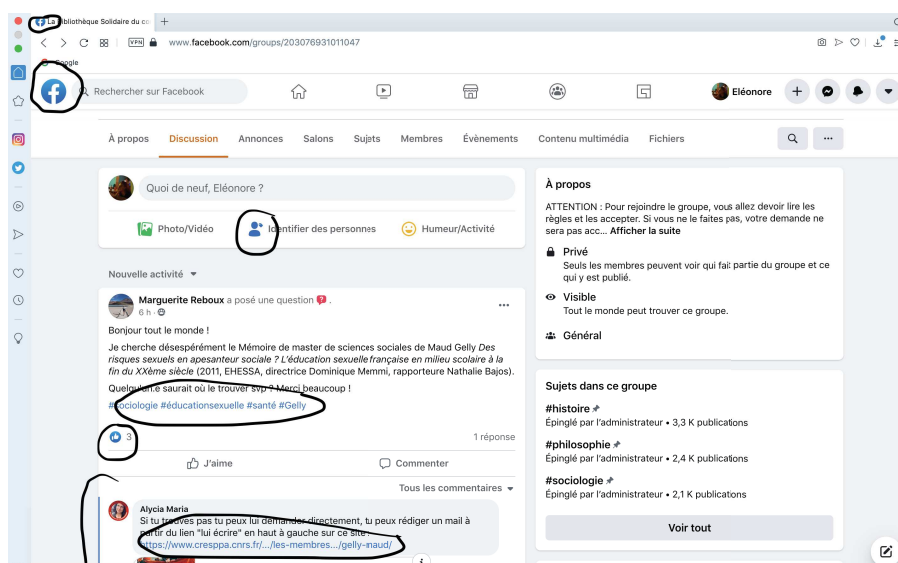 La Bibliothèque Solidaire du co
VPN www.facebook.com/groups/203076931011047
Google
Rechercher sur Facebook
Eléonore
À propos Discussion Annonces Salons Sujets Membres Évènements Contenu multimédia Fichiers
Quoi de neuf, Eléonore ?
Photo/Vidéo Identifier des personnes Humeur/Activité
Nouvelle activité
Marguerite Reboux a posé une question .
6 h ·
Bonjour tout le monde !
Je cherche désespérément le Mémoire de master de sciences sociales de Maud Gelly Des
risques sexuels en apesanteur sociale ? L'éducation sexuelle française en milieu scolaire à la
fin du XXème siècle (2011, EHESSA, directrice Dominique Memmi, rapporteure Nathalie Bajos).
Quelqu'un.e saurait où le trouver svp ? Merci beaucoup !
#sociologie #éducationsexuelle #santé #Gelly
3
1 réponse
J'aime Commenter
Tous les commentaires
Alycia Maria
Si tu trouves pas tu peux lui demander directement, tu peux rédiger un mail à
partir du lien "lui écrire" en haut à gauche sur ce site :
https://www.cresppa.cnrs.fr/.../les-membres.../gelly-maud/
À propos
ATTENTION : Pour rejoindre le groupe, vous allez devoir lire les
règles et les accepter. Si vous ne le faites pas, votre demande ne
sera pas acc... Afficher la suite
Privé
Seuls les membres peuvent voir qui fait partie du groupe et ce
qui y est publié.
Visible
Tout le monde peut trouver ce groupe.
Général
Sujets dans ce groupe
#histoire
Épinglé par l'administrateur • 3,3 K publications
#philosophie
Épinglé par l'administrateur • 2,4 K publications
#sociologie
Épinglé par l'administrateur • 2,1 K publications
Voir tout